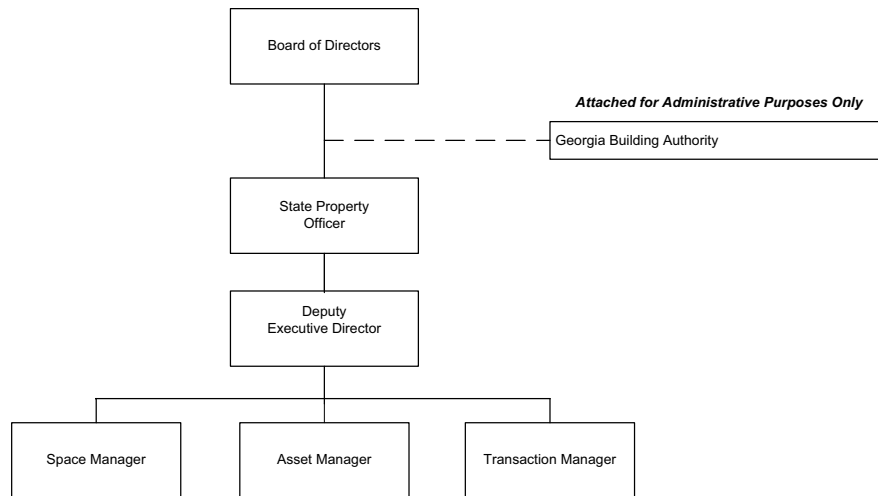 Board of Directors
Attached for Administrative Purposes Only
Georgia Building Authority
State Property
Officer
Deputy
Executive Director
Space Manager
Asset Manager
Transaction Manager